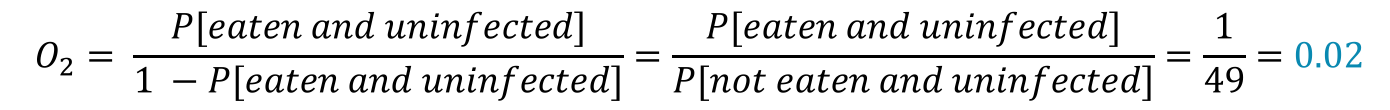 O₂ = P[eaten and uninfected] / 1 − P[eaten and uninfected] = P[eaten and uninfected] / P[not eaten and uninfected] = 1 / 49 = 0.02